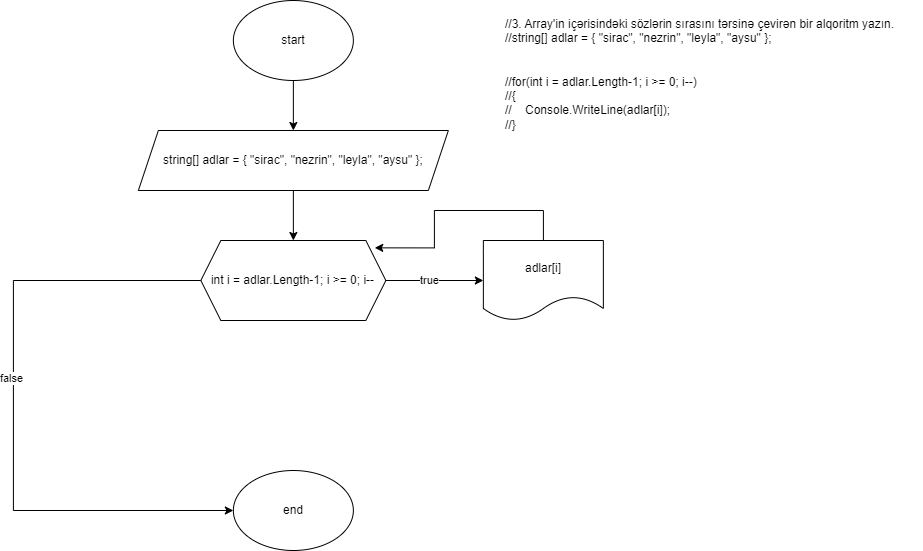 start
//3. Array'in içərisindəki sözlərin sırasını tərsinə çevirən bir alqoritm yazın.
//string[] adlar = { "sirac", "nezrin", "leyla", "aysu" };
//for(int i = adlar.Length-1; i >= 0; i--)
//{
//    Console.WriteLine(adlar[i]);
//}
string[] adlar = { "sirac", "nezrin", "leyla", "aysu" };
int i = adlar.Length-1; i >= 0; i--
true
adlar[i]
false
end